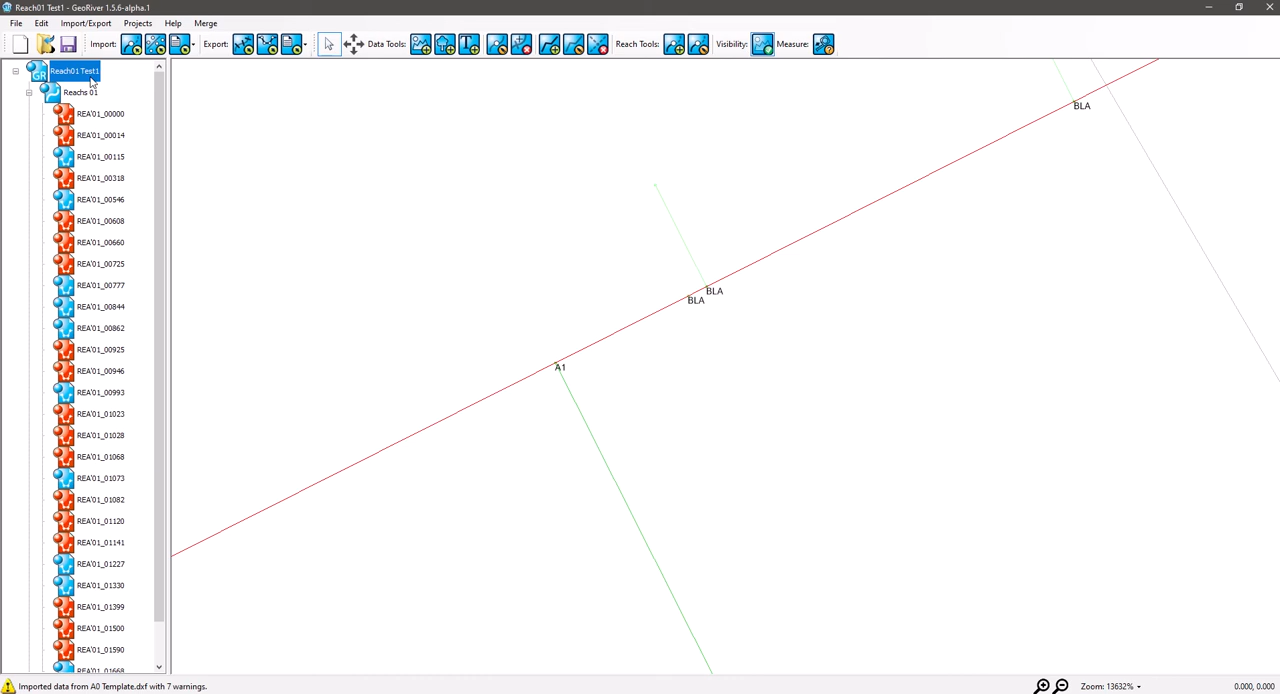 Reach01 Test1 - GeoRiver 1.5.6-alpha.1
File Edit Import/Export Projects Help Merge
Import: Export: Data Tools: Reach Tools: Visibility: Measure:
GR Reach01 Test1
Reachs 01
REA'01_00000
REA'01_00014
REA'01_00115
REA'01_00318
REA'01_00546
REA'01_00608
REA'01_00660
REA'01_00725
REA'01_00777
REA'01_00844
REA'01_00862
REA'01_00925
REA'01_00946
REA'01_00993
REA'01_01023
REA'01_01028
REA'01_01068
REA'01_01073
REA'01_01082
REA'01_01120
REA'01_01141
REA'01_01227
REA'01_01330
REA'01_01399
REA'01_01500
REA'01_01590
REA'01_01668
BLA
BLA
BLA
A1
Imported data from A0 Template.dxf with 7 warnings.
Zoom: 13632% 0.000, 0.000